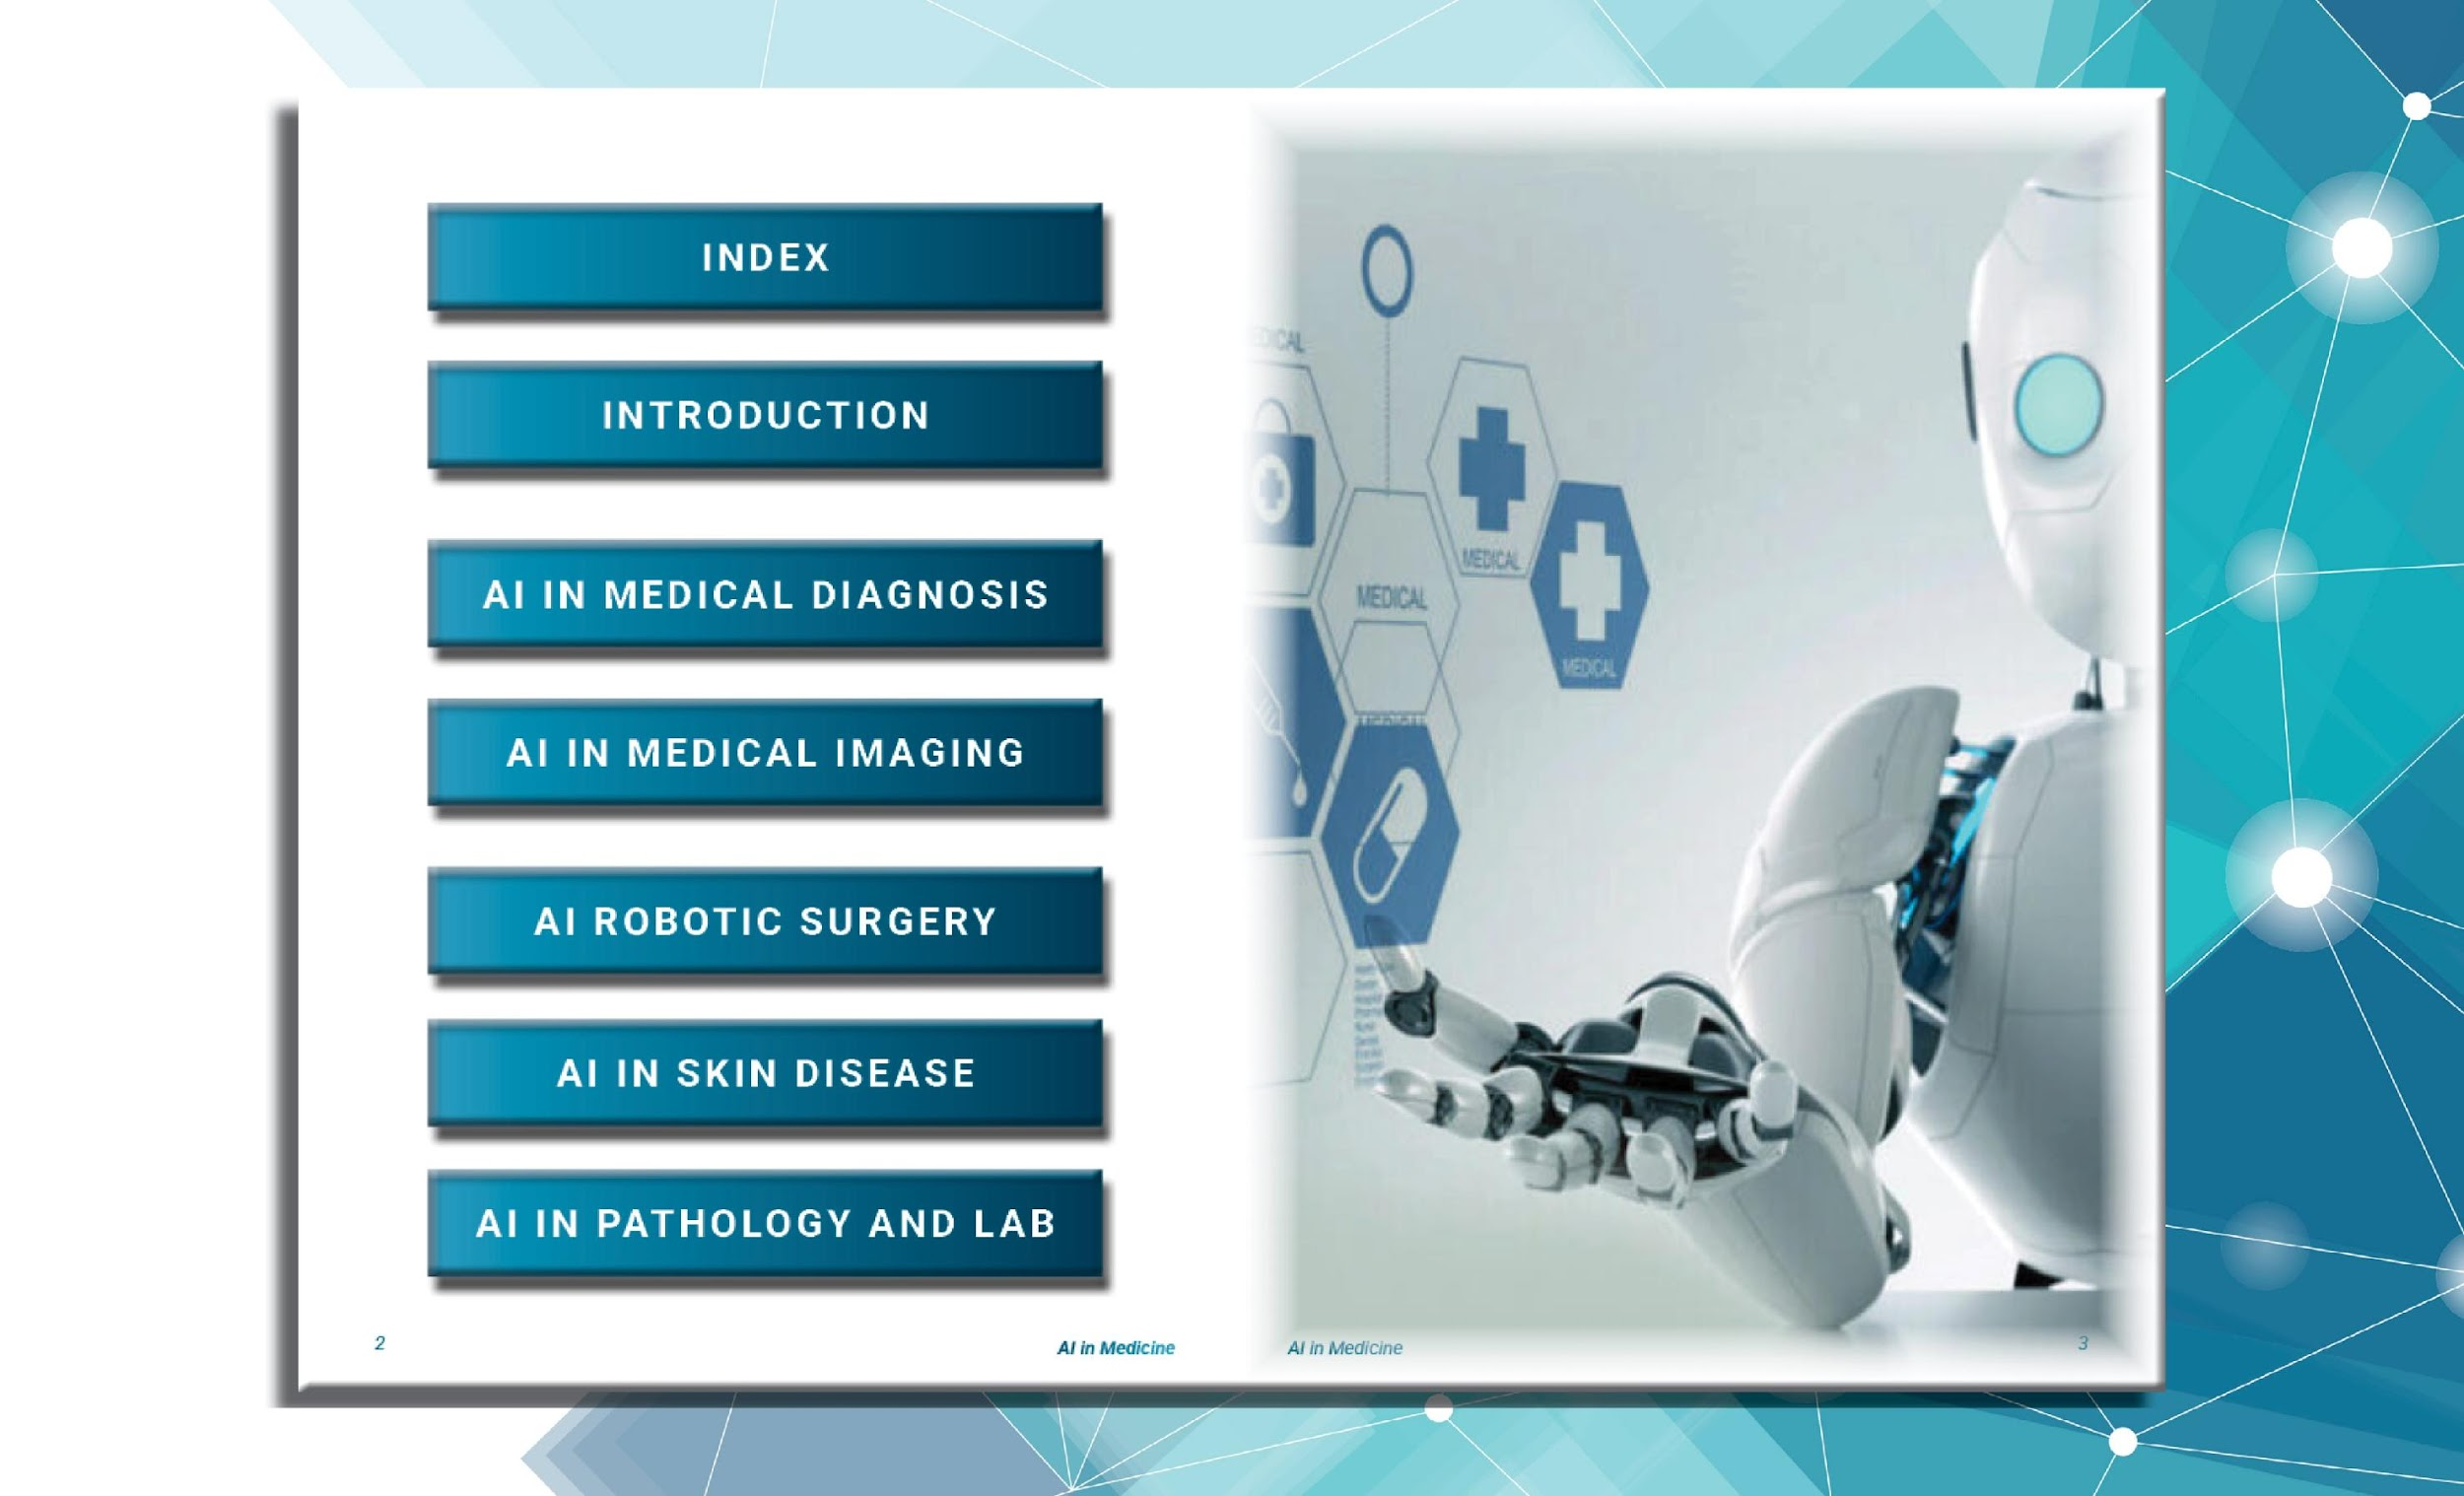 INDEX
INTRODUCTION
AI IN MEDICAL DIAGNOSIS
AI IN MEDICAL IMAGING
AI ROBOTIC SURGERY
AI IN SKIN DISEASE
AI IN PATHOLOGY AND LAB
2
AI in Medicine
MEDICAL
MEDICAL
MEDICAL
AI in Medicine
3